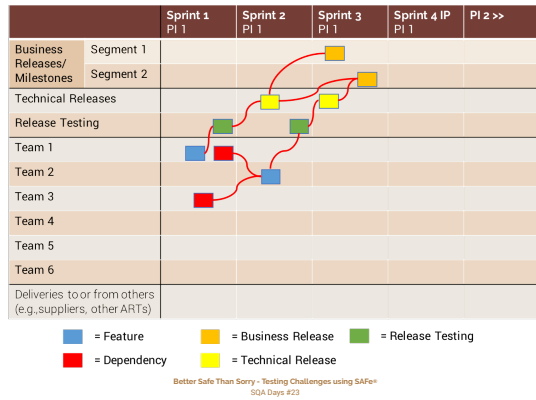 Sprint 1 Sprint 2 Sprint 3 Sprint 4 IP PI 2 >>
PI 1 PI 1 PI 1 PI 1
Business
Releases/
Milestones
Segment 1
Segment 2
Technical Releases
Release Testing
Team 1
Team 2
Team 3
Team 4
Team 5
Team 6
Deliveries to or from others
(e.g.,suppliers, other ARTs)
= Feature = Business Release = Release Testing
= Dependency = Technical Release
Better Safe Than Sorry - Testing Challenges using SAFe®
SQA Days #23